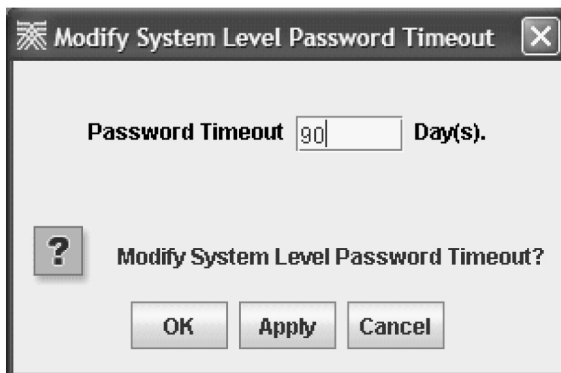 Modify System Level Password Timeout
Password Timeout 90 Day(s).
?
Modify System Level Password Timeout?
OK Apply Cancel